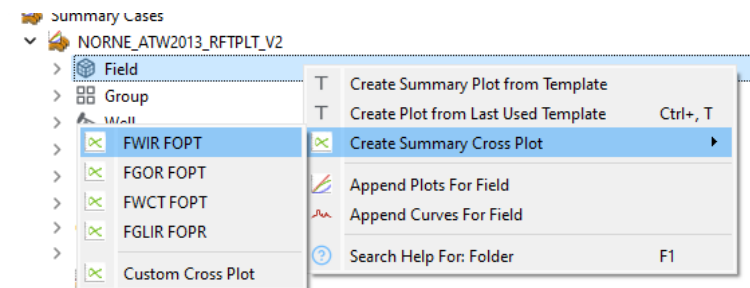 Summary Cases
NORNE_ATW2013_RFTPLT_V2
Field
Group
Well
Create Summary Plot from Template
Create Plot from Last Used Template Ctrl+, T
Create Summary Cross Plot
Append Plots For Field
Append Curves For Field
Search Help For: Folder F1
FWIR FOPT
FGOR FOPT
FWCT FOPT
FGLIR FOPR
Custom Cross Plot